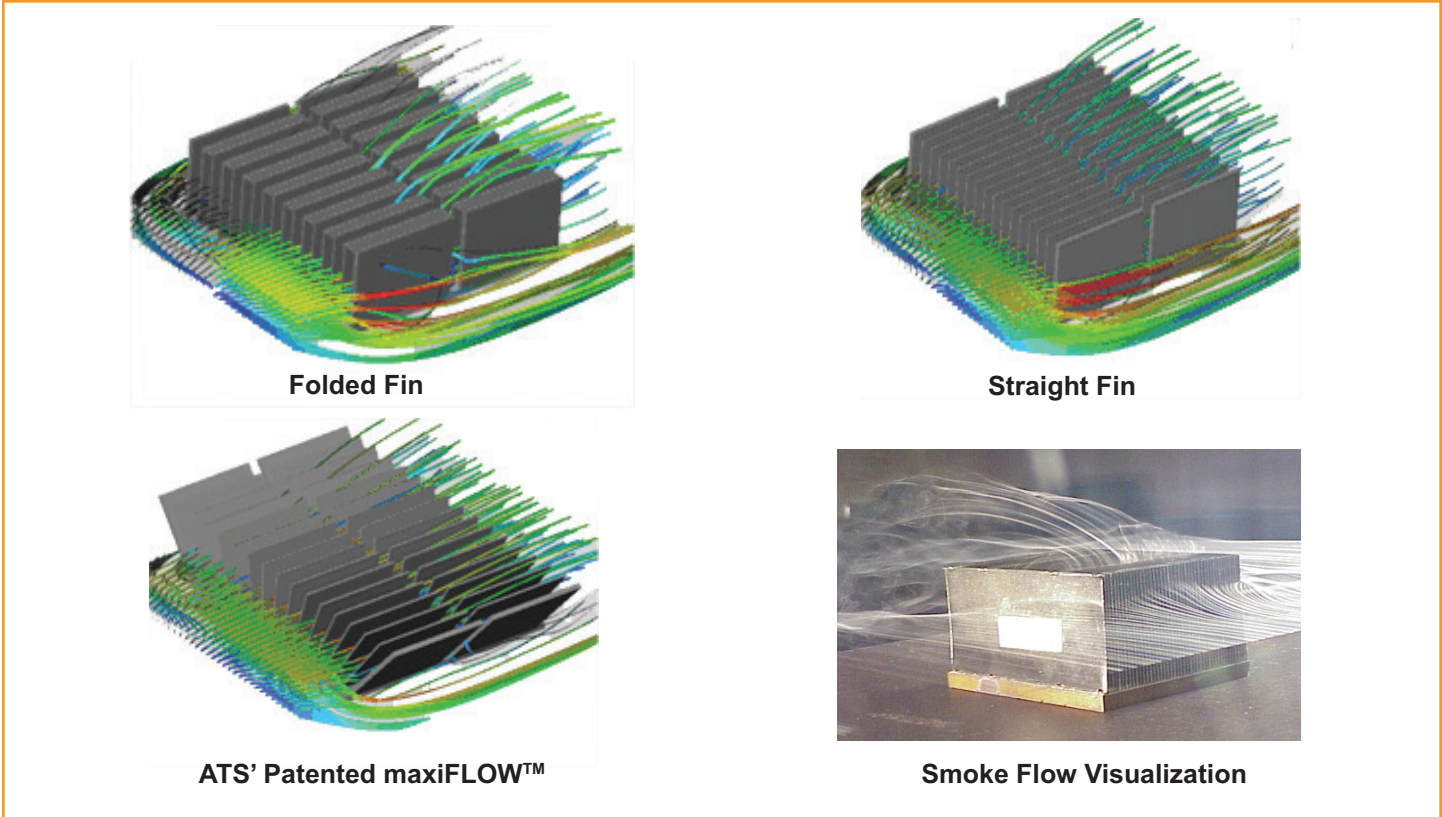 Folded Fin
Straight Fin
ATS’ Patented maxiFLOW™
Smoke Flow Visualization